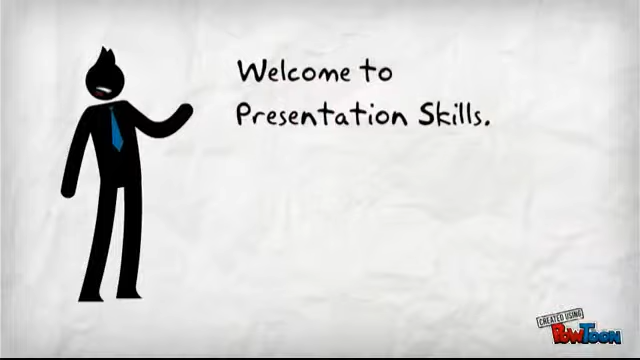 Welcome to
Presentation Skills.
CREATED USING
POWTOON